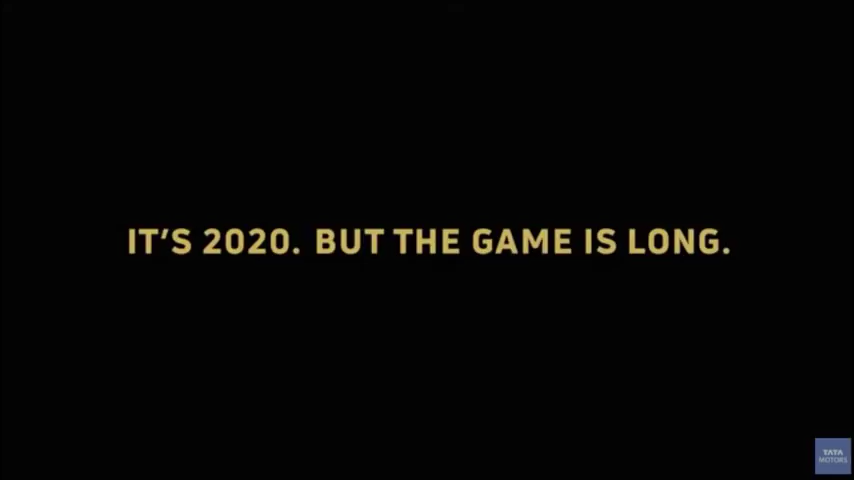 IT'S 2020. BUT THE GAME IS LONG.
TATA
MOTORS